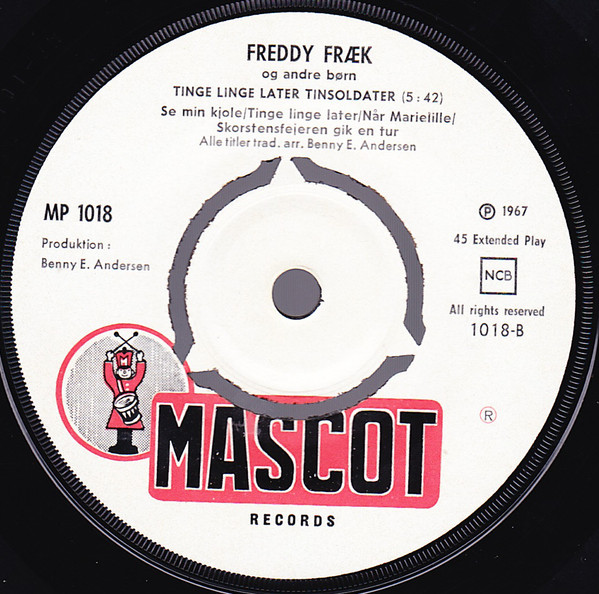 FREDDY FRÆK
og andre børn
TINGE LINGE LATER TINSOLDATER (5:42)
Se min kjole/Tinge linge later/Når Marielille/
Skorstensfejeren gik en tur
Alle titler trad. arr. Benny E. Andersen
MP 1018
Produktion:
Benny E. Andersen
Ⓟ 1967
45 Extended Play
NCB
All rights reserved
1018-B
M
MASCOT
®
RECORDS